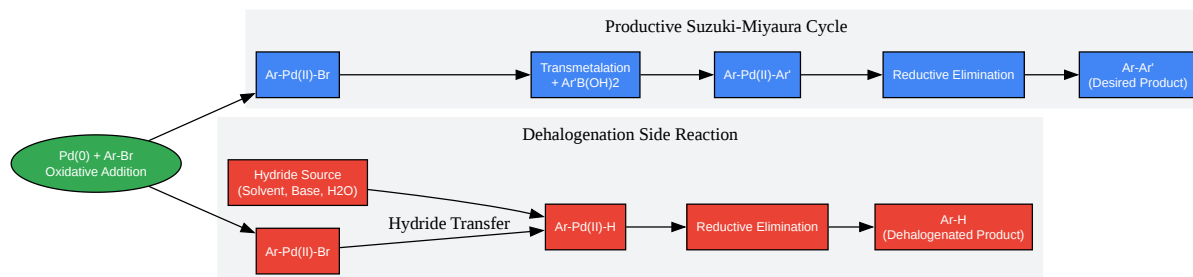 Productive Suzuki-Miyaura Cycle
Ar-Pd(II)-Br
Transmetalation
+ Ar'B(OH)2
Ar-Pd(II)-Ar'
Reductive Elimination
Ar-Ar'
(Desired Product)
Pd(0) + Ar-Br
Oxidative Addition
Dehalogenation Side Reaction
Hydride Source
(Solvent, Base, H2O)
Hydride Transfer
Ar-Pd(II)-Br
Ar-Pd(II)-H
Reductive Elimination
Ar-H
(Dehalogenated Product)